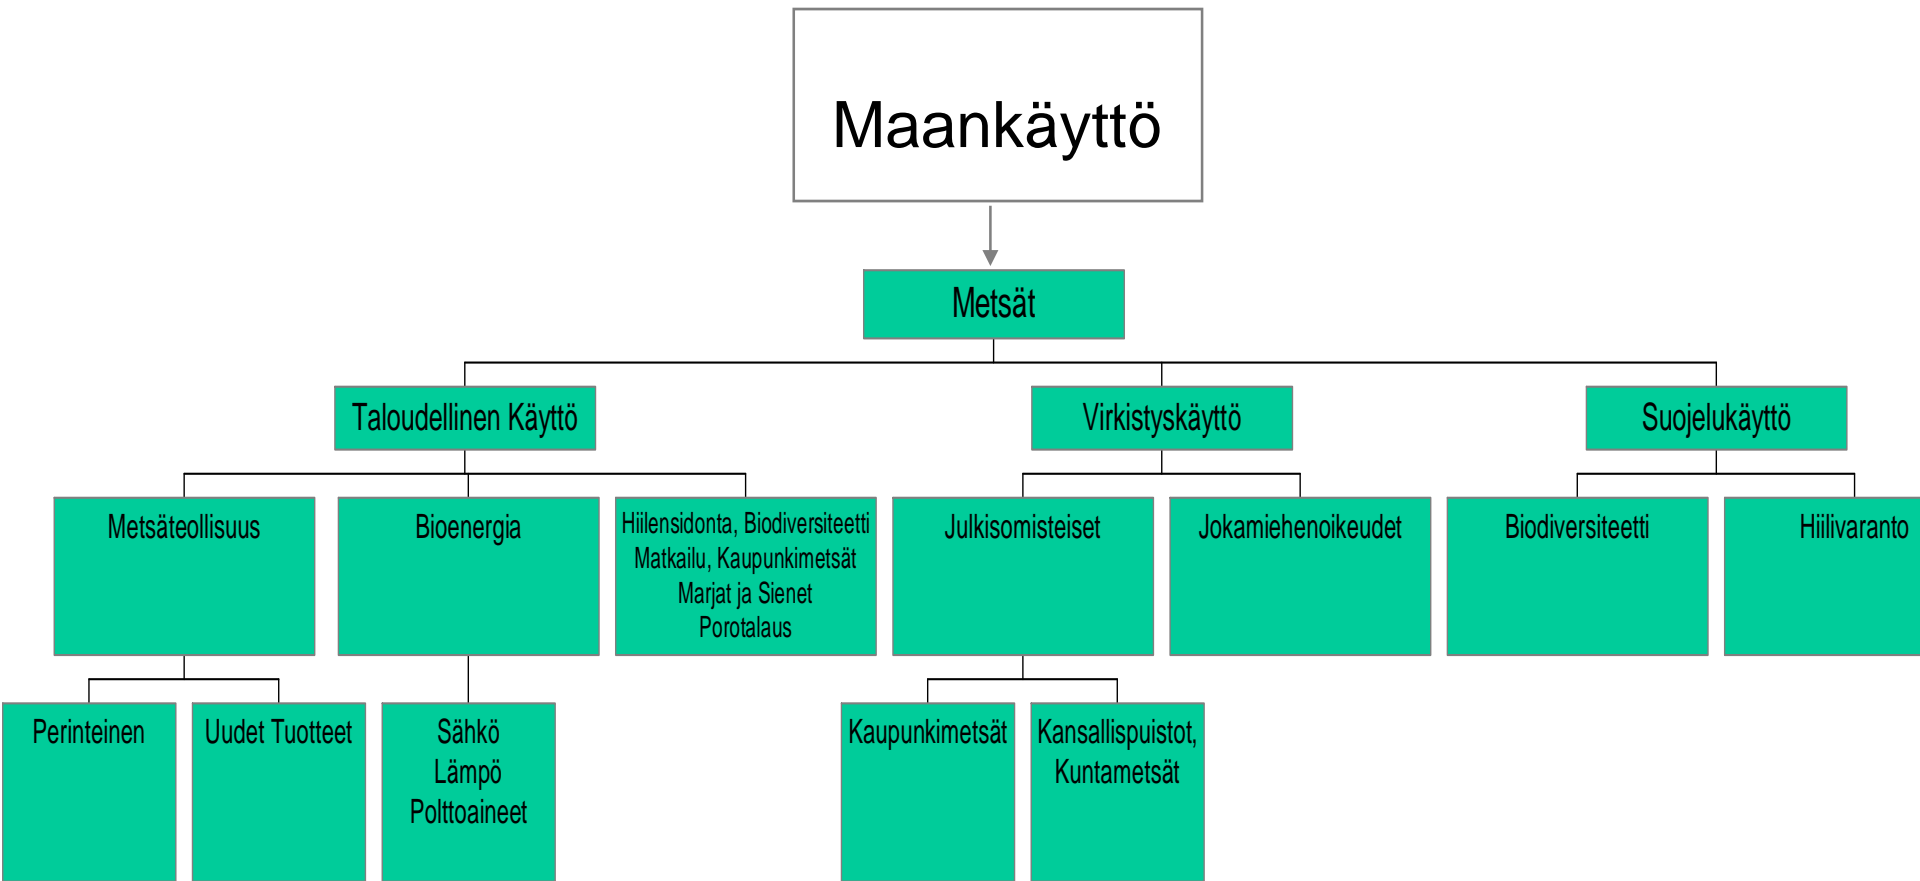 Maankäyttö
Metsät
Taloudellinen Käyttö
Virkistyskäyttö
Suojelukäyttö
Metsäteollisuus
Bioenergia
Hiilensidonta, Biodiversiteetti
Matkailu, Kaupunkimetsät
Marjat ja Sienet
Porotalaus
Julkisomisteiset
Jokamiehenoikeudet
Biodiversiteetti
Hiilivaranto
Perinteinen
Uudet Tuotteet
Sähkö
Lämpö
Polttoaineet
Kaupunkimetsät
Kansallispuistot,
Kuntametsät